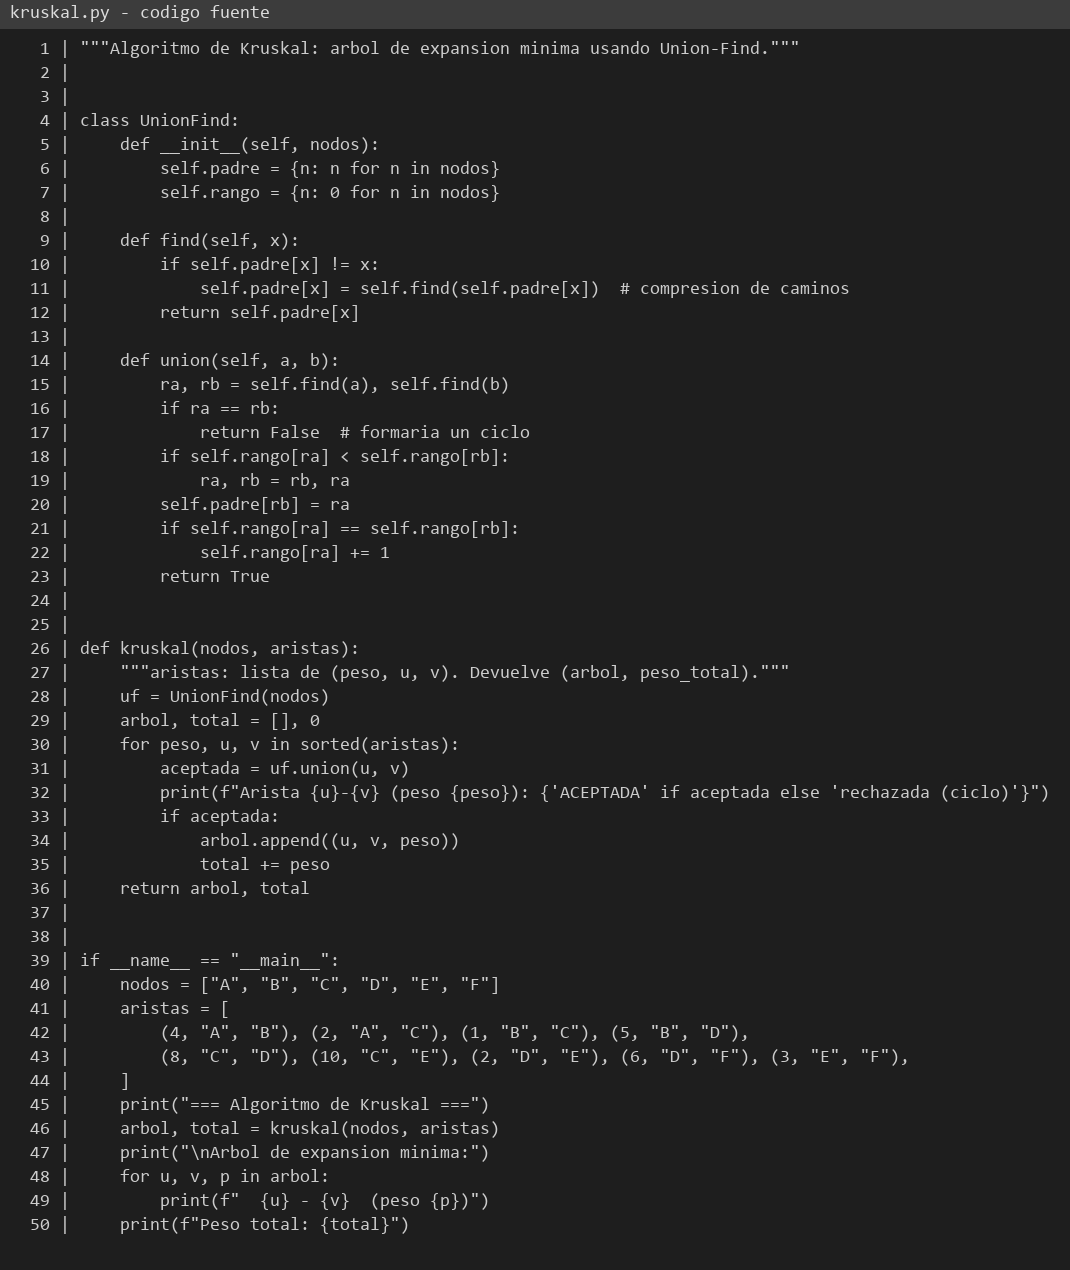 kruskal.py - codigo fuente
1 | """Algoritmo de Kruskal: arbol de expansion minima usando Union-Find."""
2 |
3 |
4 | class UnionFind:
5 |     def __init__(self, nodos):
6 |         self.padre = {n: n for n in nodos}
7 |         self.rango = {n: 0 for n in nodos}
8 |
9 |     def find(self, x):
10 |         if self.padre[x] != x:
11 |             self.padre[x] = self.find(self.padre[x])  # compresion de caminos
12 |         return self.padre[x]
13 |
14 |     def union(self, a, b):
15 |         ra, rb = self.find(a), self.find(b)
16 |         if ra == rb:
17 |             return False  # formaria un ciclo
18 |         if self.rango[ra] < self.rango[rb]:
19 |             ra, rb = rb, ra
20 |         self.padre[rb] = ra
21 |         if self.rango[ra] == self.rango[rb]:
22 |             self.rango[ra] += 1
23 |         return True
24 |
25 |
26 | def kruskal(nodos, aristas):
27 |     """aristas: lista de (peso, u, v). Devuelve (arbol, peso_total)."""
28 |     uf = UnionFind(nodos)
29 |     arbol, total = [], 0
30 |     for peso, u, v in sorted(aristas):
31 |         aceptada = uf.union(u, v)
32 |         print(f"Arista {u}-{v} (peso {peso}): {'ACEPTADA' if aceptada else 'rechazada (ciclo)'}")
33 |         if aceptada:
34 |             arbol.append((u, v, peso))
35 |             total += peso
36 |     return arbol, total
37 |
38 |
39 | if __name__ == "__main__":
40 |     nodos = ["A", "B", "C", "D", "E", "F"]
41 |     aristas = [
42 |         (4, "A", "B"), (2, "A", "C"), (1, "B", "C"), (5, "B", "D"),
43 |         (8, "C", "D"), (10, "C", "E"), (2, "D", "E"), (6, "D", "F"), (3, "E", "F"),
44 |     ]
45 |     print("=== Algoritmo de Kruskal ===")
46 |     arbol, total = kruskal(nodos, aristas)
47 |     print("\nArbol de expansion minima:")
48 |     for u, v, p in arbol:
49 |         print(f"  {u} - {v}  (peso {p})")
50 |     print(f"Peso total: {total}")